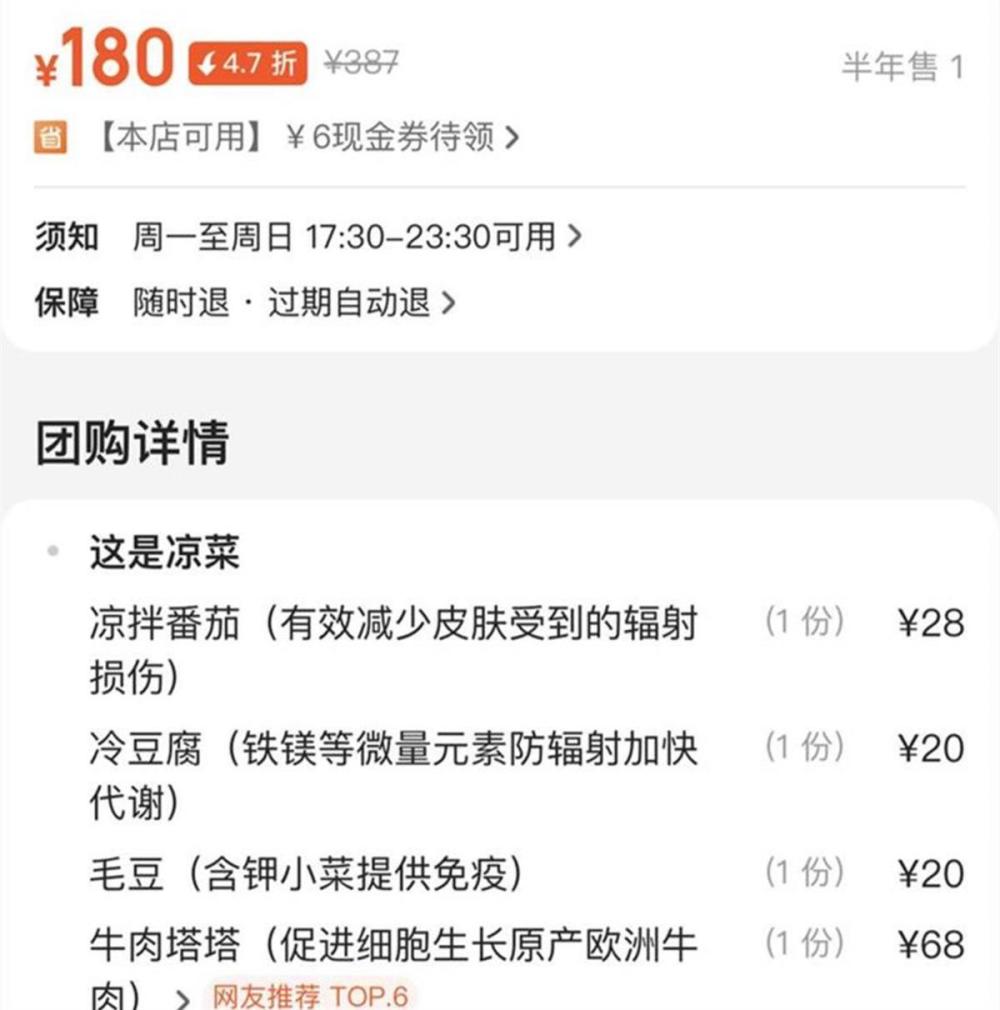 ¥180 4.7 折 ¥387 半年售 1
省 【本店可用】 ¥6现金券待领 >
须知 周一至周日 17:30-23:30可用 >
保障 随时退 · 过期自动退 >
团购详情
这是凉菜
凉拌番茄（有效减少皮肤受到的辐射 (1 份) ¥28
损伤）
冷豆腐（铁镁等微量元素防辐射加快 (1 份) ¥20
代谢）
毛豆（含钾小菜提供免疫） (1 份) ¥20
牛肉塔塔（促进细胞生长原产欧洲牛 (1 份) ¥68
肉） > 网友推荐 TOP.6